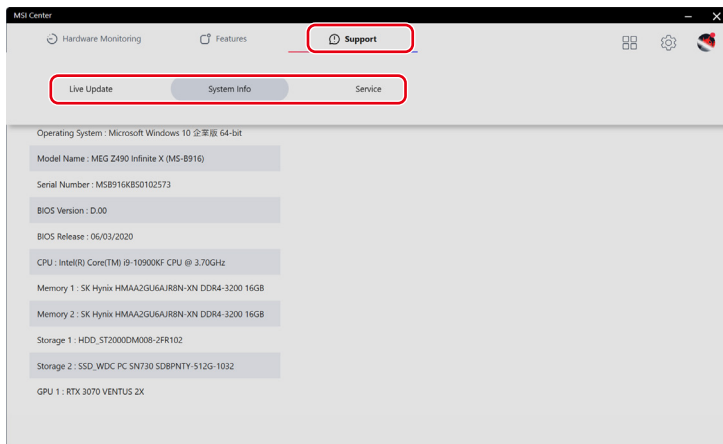 MSI Center
Hardware Monitoring
Features
Support
Live Update
System Info
Service
Operating System : Microsoft Windows 10 企業版 64-bit
Model Name : MEG Z490 Infinite X (MS-B916)
Serial Number : MSB916KBS0102573
BIOS Version : D.00
BIOS Release : 06/03/2020
CPU : Intel(R) Core(TM) i9-10900KF CPU @ 3.70GHz
Memory 1 : SK Hynix HMAA2GU6AJR8N-XN DDR4-3200 16GB
Memory 2 : SK Hynix HMAA2GU6AJR8N-XN DDR4-3200 16GB
Storage 1 : HDD_ST2000DM008-2FR102
Storage 2 : SSD_WDC PC SN730 SDBPNTY-512G-1032
GPU 1 : RTX 3070 VENTUS 2X